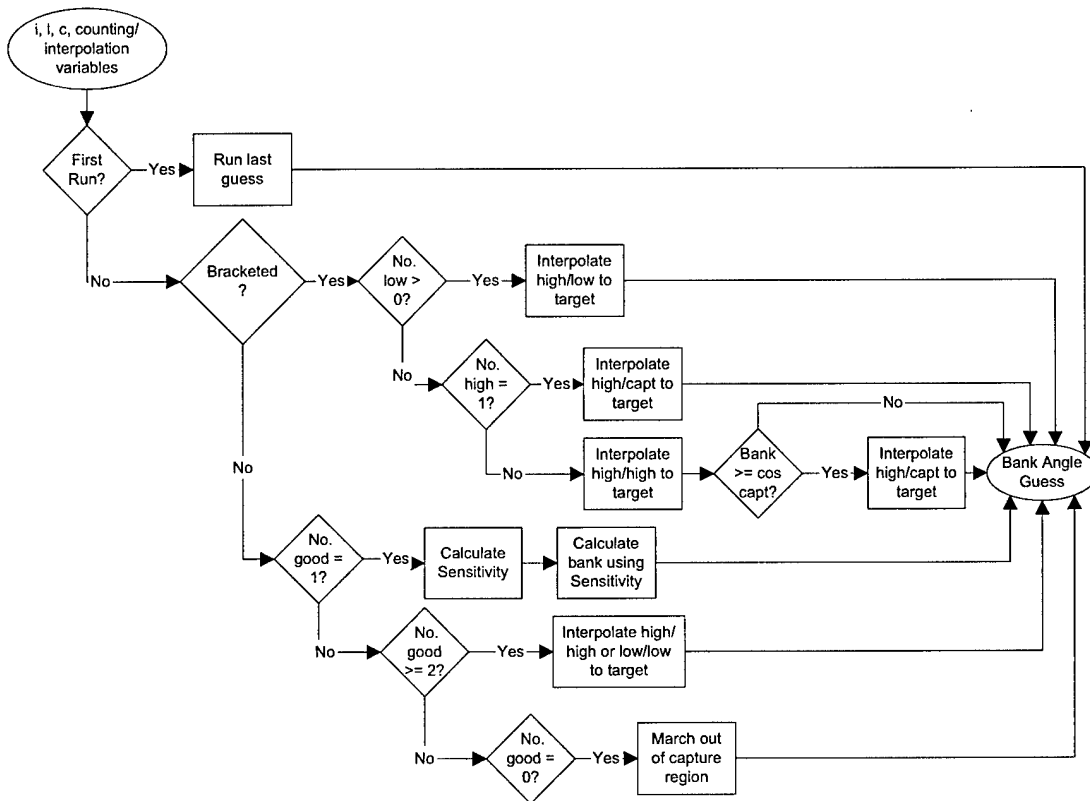 i, l, c, counting/
interpolation
variables
First
Run?
Yes
Run last
guess
No
Bracketed
?
Yes
No.
low >
0?
Yes
Interpolate
high/low to
target
No
No.
high =
1?
Yes
Interpolate
high/capt to
target
No
No
Interpolate
high/high to
target
Bank
>= cos
capt?
Yes
Interpolate
high/capt to
target
Bank Angle
Guess
No
No.
good =
1?
Yes
Calculate
Sensitivity
Calculate
bank using
Sensitivity
No
No.
good
>= 2?
Yes
Interpolate high/
high or low/low
to target
No
No.
good =
0?
Yes
March out
of capture
region